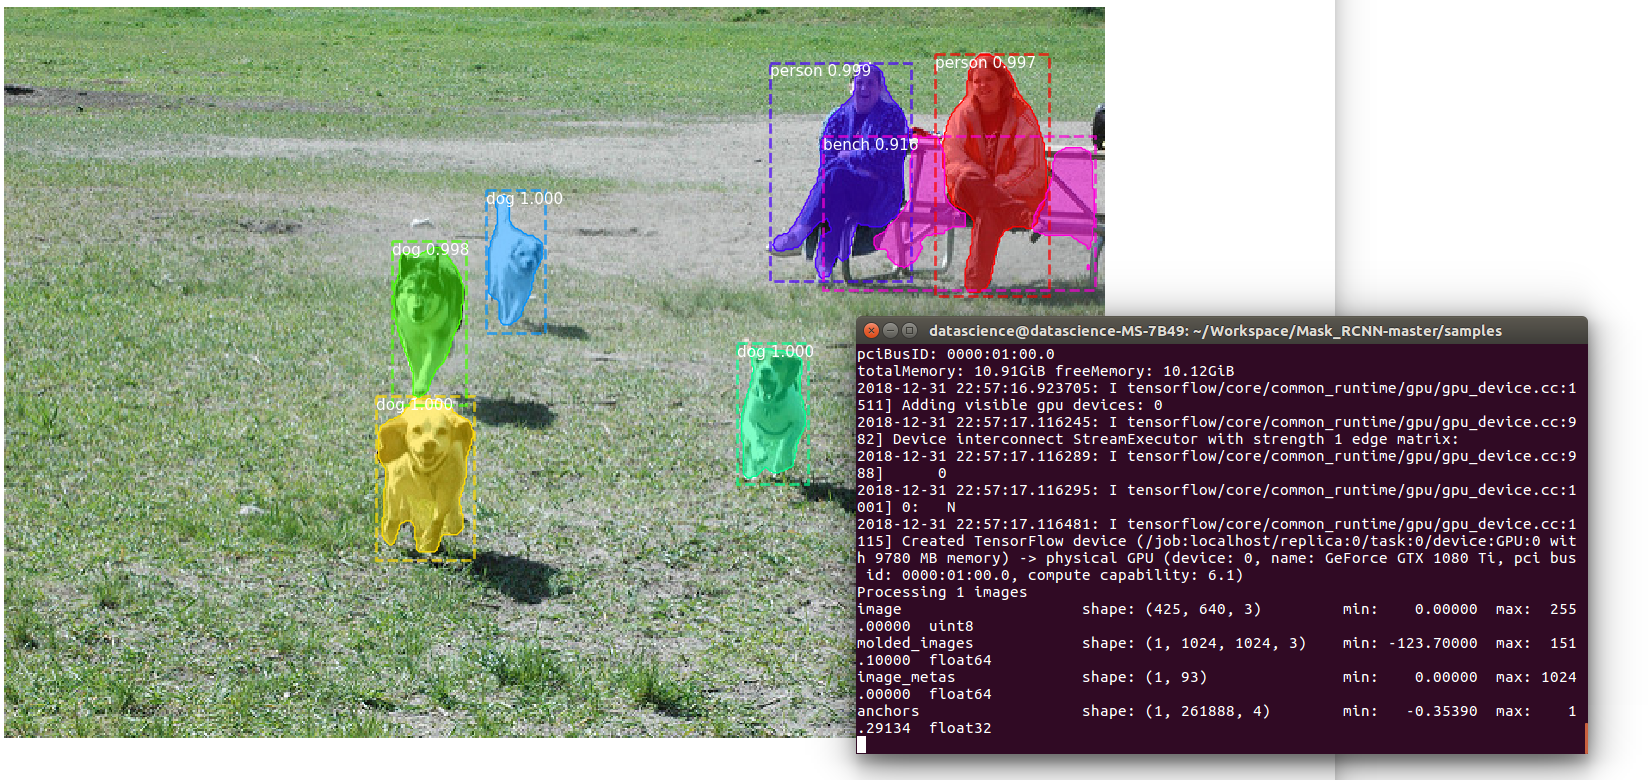 person 0.999
person 0.997
bench 0.916
dog 1.000
dog 0.998
dog 1.000
dog 1.000
datascience@datascience-MS-7B49: ~/Workspace/Mask_RCNN-master/samples
pciBusID: 0000:01:00.0
totalMemory: 10.91GiB freeMemory: 10.12GiB
2018-12-31 22:57:16.923705: I tensorflow/core/common_runtime/gpu/gpu_device.cc:1
511] Adding visible gpu devices: 0
2018-12-31 22:57:17.116245: I tensorflow/core/common_runtime/gpu/gpu_device.cc:9
82] Device interconnect StreamExecutor with strength 1 edge matrix:
2018-12-31 22:57:17.116289: I tensorflow/core/common_runtime/gpu/gpu_device.cc:9
88]      0
2018-12-31 22:57:17.116295: I tensorflow/core/common_runtime/gpu/gpu_device.cc:1
001] 0:   N
2018-12-31 22:57:17.116481: I tensorflow/core/common_runtime/gpu/gpu_device.cc:1
115] Created TensorFlow device (/job:localhost/replica:0/task:0/device:GPU:0 wit
h 9780 MB memory) -> physical GPU (device: 0, name: GeForce GTX 1080 Ti, pci bus
 id: 0000:01:00.0, compute capability: 6.1)
Processing 1 images
image                    shape: (425, 640, 3)         min:    0.00000  max:  255
.00000  uint8
molded_images            shape: (1, 1024, 1024, 3)    min: -123.70000  max:  151
.10000  float64
image_metas              shape: (1, 93)               min:    0.00000  max: 1024
.00000  float64
anchors                  shape: (1, 261888, 4)        min:   -0.35390  max:    1
.29134  float32